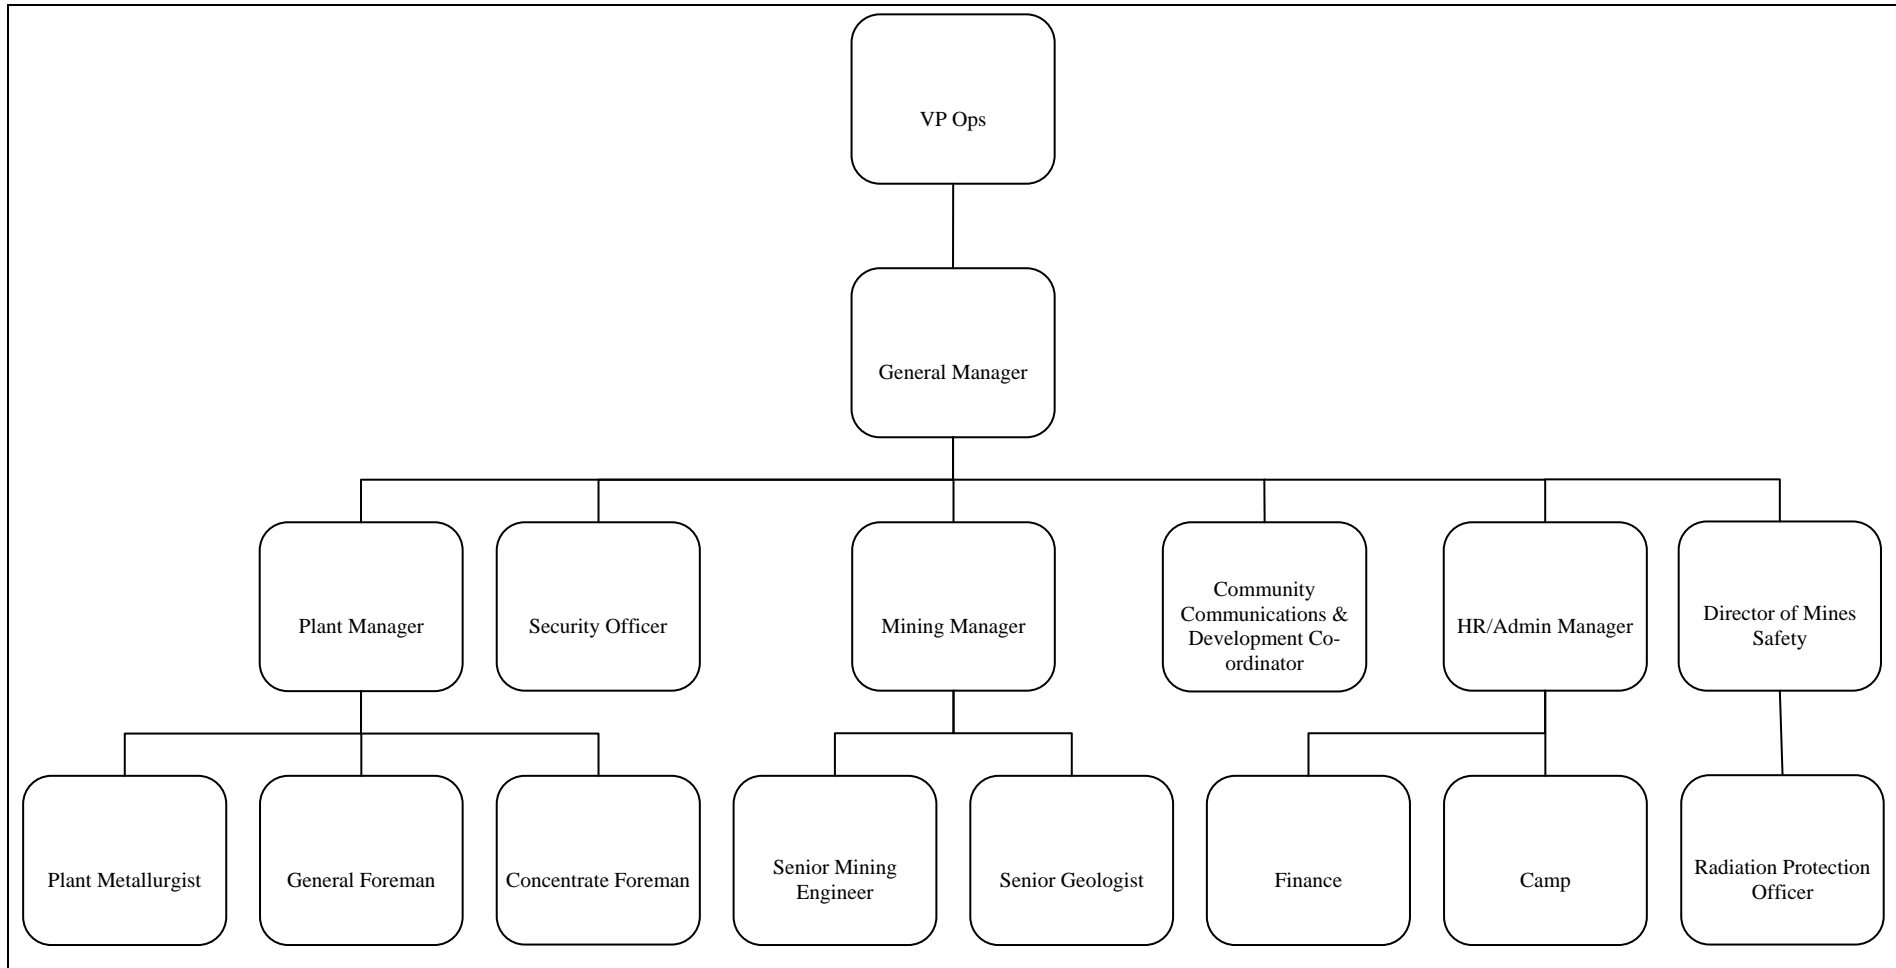 VP Ops
General Manager
Plant Manager
Security Officer
Mining Manager
Community
Communications &
Development Co-
ordinator
HR/Admin Manager
Director of Mines
Safety
Plant Metallurgist
General Foreman
Concentrate Foreman
Senior Mining
Engineer
Senior Geologist
Finance
Camp
Radiation Protection
Officer